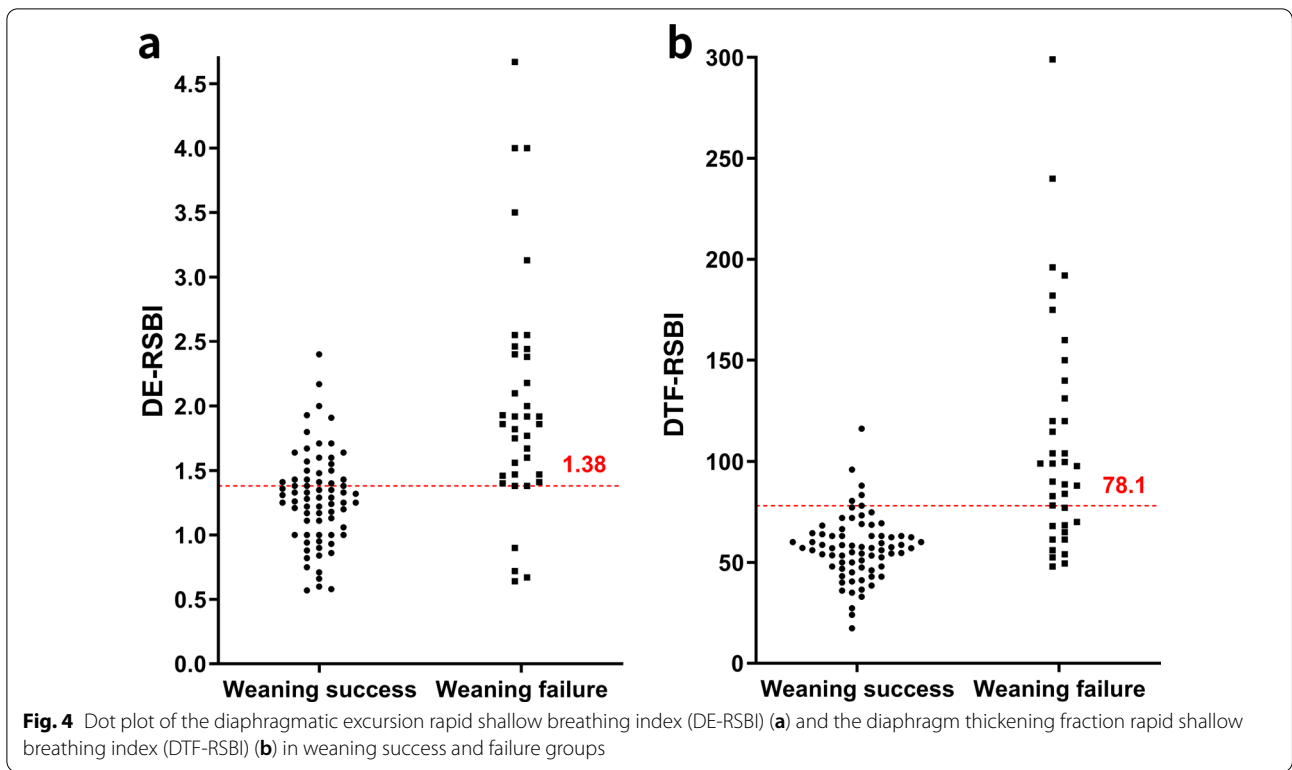 a
DE-RSBI
4.5
4.0
3.5
3.0
2.5
2.0
1.5
1.0
0.5
0.0
1.38
Weaning success Weaning failure
b
DTF-RSBI
300
250
200
150
100
50
0
78.1
Weaning success Weaning failure
Fig. 4 Dot plot of the diaphragmatic excursion rapid shallow breathing index (DE-RSBI) (a) and the diaphragm thickening fraction rapid shallow
breathing index (DTF-RSBI) (b) in weaning success and failure groups